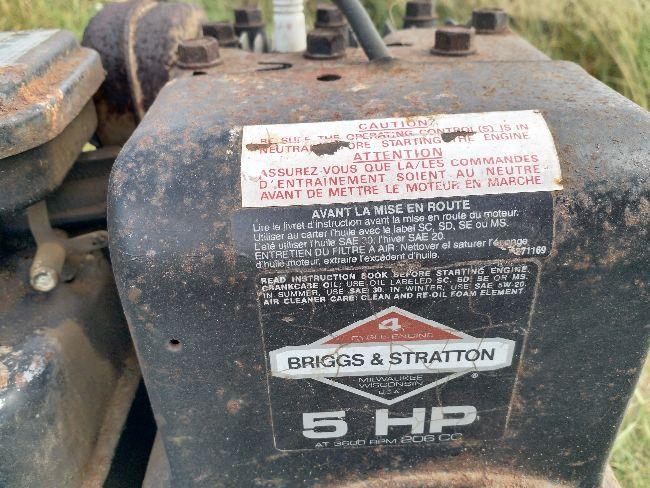 CAUTION:
BE SURE THE OPERATING CONTROL(S) IS IN
NEUTRAL BEFORE STARTING THE ENGINE
ATTENTION
ASSUREZ-VOUS QUE LA/LES COMMANDES
D'ENTRAÎNEMENT SOIENT AU NEUTRE
AVANT DE METTRE LE MOTEUR EN MARCHE
AVANT LA MISE EN ROUTE
Lire le livret d'instruction avant la mise en route du moteur.
Utiliser au carter l'huile avec le label SC, SD, SE ou MS.
L'été utiliser l'huile SAE 30, l'hiver SAE 20.
ENTRETIEN DU FILTRE A AIR: Nettoyer et saturer l'éponge
d'huile moteur, extraire l'excédent d'huile.
271169
READ INSTRUCTION BOOK BEFORE STARTING ENGINE.
CRANKCASE OIL: USE OIL LABELED SC, SD, SE OR MS.
IN SUMMER, USE SAE 30. IN WINTER, USE SAE 5W-20.
AIR CLEANER CARE: CLEAN AND RE-OIL FOAM ELEMENT
4
CYCLE ENGINE
BRIGGS & STRATTON
®
MILWAUKEE
WISCONSIN
U.S.A.
5 HP
AT 3600 RPM 206 CC